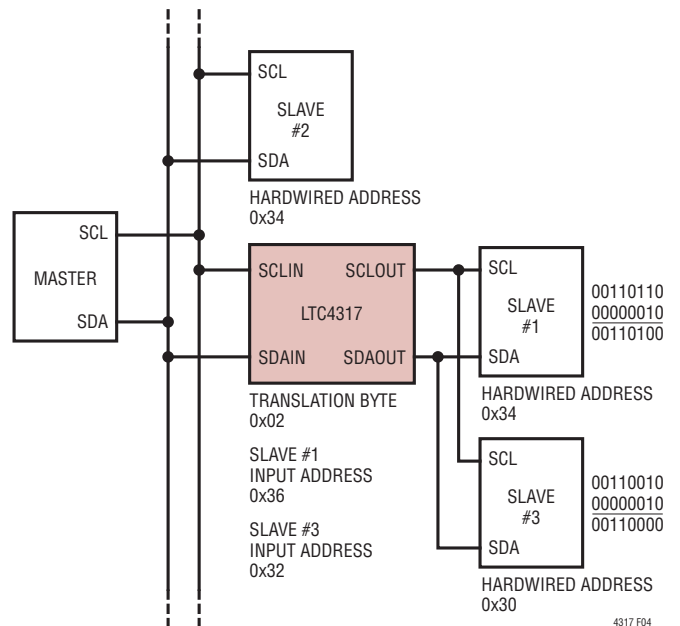 SCL
SLAVE
#2
SDA
HARDWIRED ADDRESS
0x34
MASTER
SCL
SDA
SCLIN SCLOUT
LTC4317
SDAIN SDAOUT
TRANSLATION BYTE
0x02
SLAVE #1
INPUT ADDRESS
0x36
SLAVE #3
INPUT ADDRESS
0x32
SCL
SLAVE
#1
SDA
00110110
00000010
00110100
HARDWIRED ADDRESS
0x34
SCL
SLAVE
#3
SDA
00110010
00000010
00110000
HARDWIRED ADDRESS
0x30
4317 F04